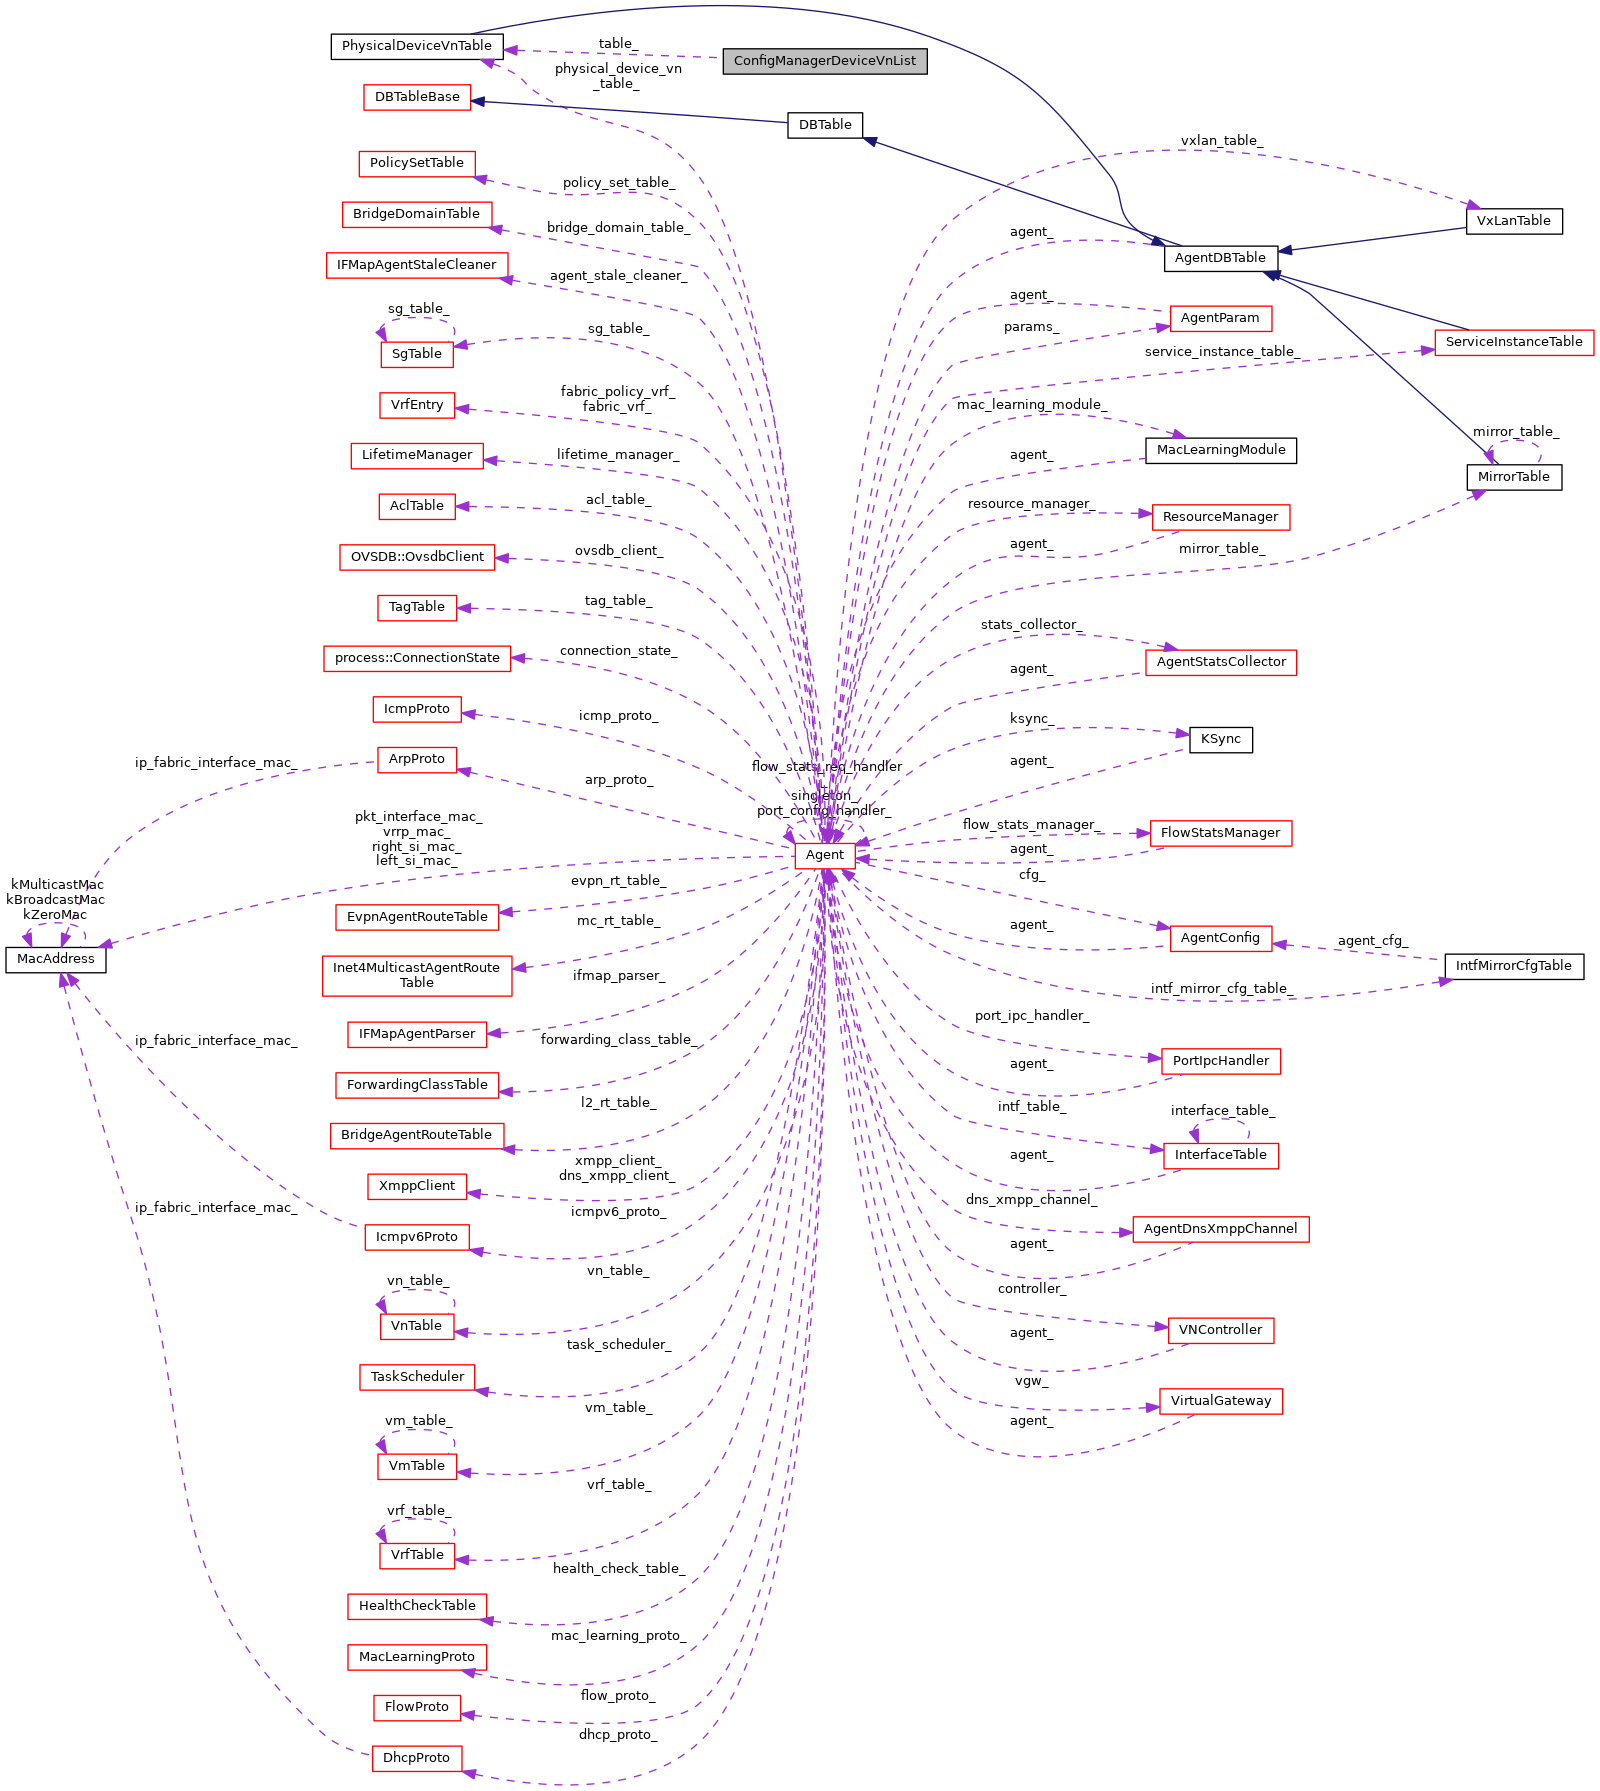 PhysicalDeviceVnTable
table_
ConfigManagerDeviceVnList
physical_device_vn
_table_
DBTableBase
DBTable
vxlan_table_
PolicySetTable
policy_set_table_
BridgeDomainTable
bridge_domain_table_
VxLanTable
agent_
AgentDBTable
IFMapAgentStaleCleaner
agent_stale_cleaner_
agent_
sg_table_
sg_table_
AgentParam
params_
SgTable
service_instance_table_
ServiceInstanceTable
VrfEntry
fabric_policy_vrf_
fabric_vrf_
mac_learning_module_
mirror_table_
LifetimeManager
lifetime_manager_
agent_
MacLearningModule
MirrorTable
AclTable
acl_table_
resource_manager_
ResourceManager
OVSDB::OvsdbClient
ovsdb_client_
agent_
mirror_table_
TagTable
tag_table_
stats_collector_
process::ConnectionState
connection_state_
agent_
AgentStatsCollector
IcmpProto
icmp_proto_
ksync_
KSync
ip_fabric_interface_mac_
ArpProto
arp_proto_
flow_stats_req_handler
_
singleton_
port_config_handler_
agent_
pkt_interface_mac_
vrrp_mac_
right_si_mac_
left_si_mac_
flow_stats_manager_
FlowStatsManager
Agent
agent_
kMulticastMac
kBroadcastMac
kZeroMac
evpn_rt_table_
cfg_
EvpnAgentRouteTable
mc_rt_table_
agent_
AgentConfig
agent_cfg_
MacAddress
Inet4MulticastAgentRoute
Table
ifmap_parser_
intf_mirror_cfg_table_
IntfMirrorCfgTable
IFMapAgentParser
port_ipc_handler_
ip_fabric_interface_mac_
forwarding_class_table_
agent_
PortIpcHandler
ForwardingClassTable
l2_rt_table_
intf_table_
interface_table_
BridgeAgentRouteTable
agent_
InterfaceTable
xmpp_client_
dns_xmpp_client_
XmppClient
dns_xmpp_channel_
ip_fabric_interface_mac_
icmpv6_proto_
AgentDnsXmppChannel
Icmpv6Proto
agent_
vn_table_
vn_table_
controller_
VnTable
agent_
VNController
task_scheduler_
TaskScheduler
vgw_
vm_table_
vm_table_
agent_
VirtualGateway
VmTable
vrf_table_
vrf_table_
VrfTable
health_check_table_
HealthCheckTable
mac_learning_proto_
MacLearningProto
flow_proto_
FlowProto
dhcp_proto_
DhcpProto